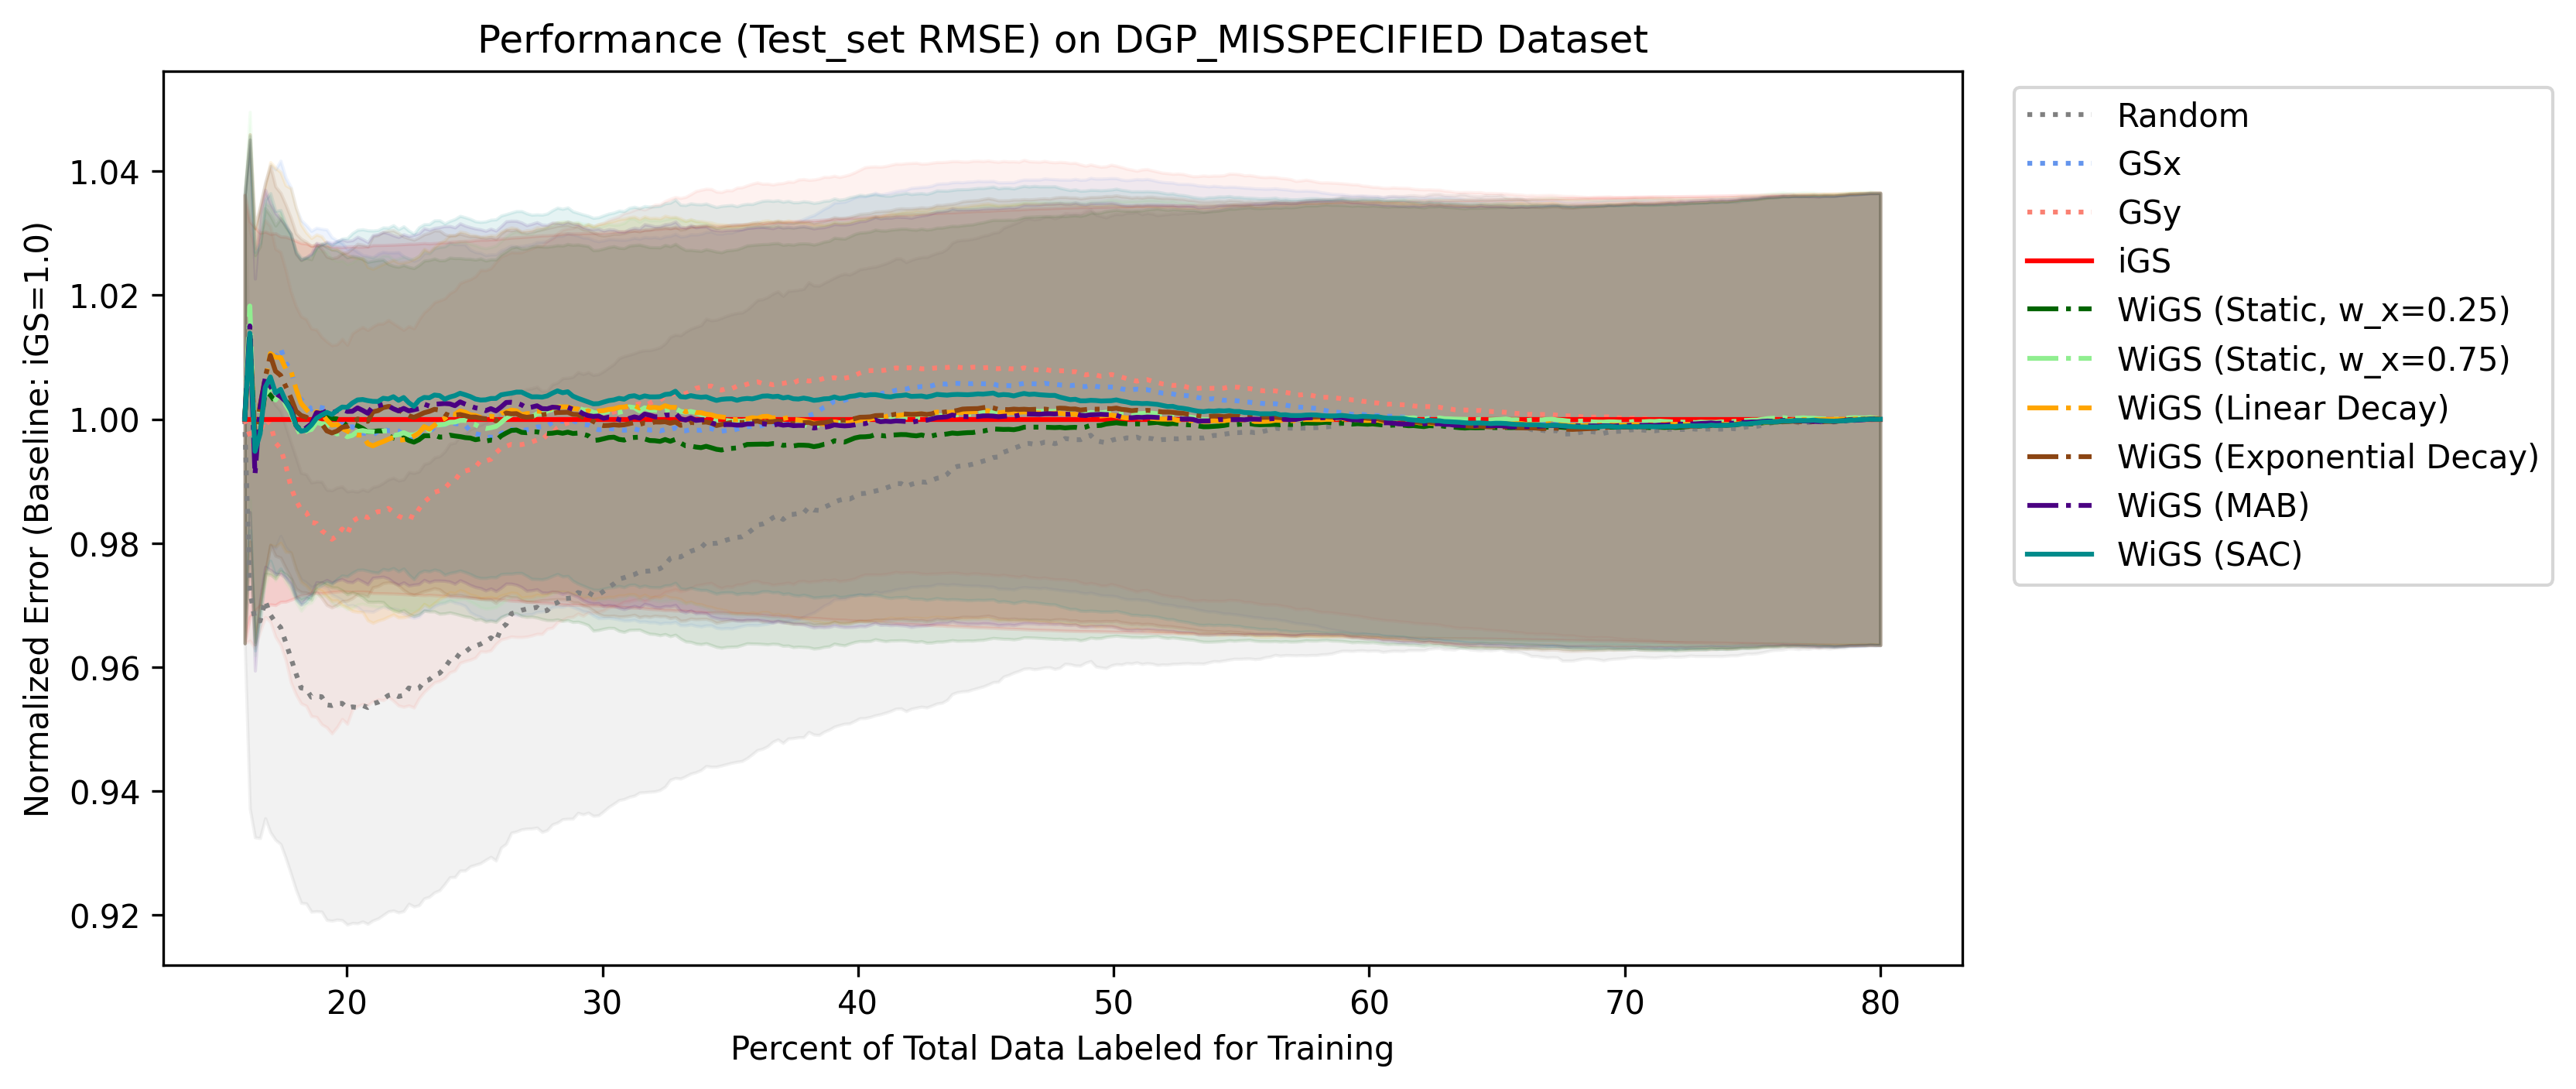 Performance (Test_set RMSE) on DGP_MISSPECIFIED Dataset
Normalized Error (Baseline: iGS=1.0)
1.04
1.02
1.00
0.98
0.96
0.94
0.92
20 30 40 50 60 70 80
Percent of Total Data Labeled for Training
Random
GSx
GSy
iGS
WiGS (Static, w_x=0.25)
WiGS (Static, w_x=0.75)
WiGS (Linear Decay)
WiGS (Exponential Decay)
WiGS (MAB)
WiGS (SAC)